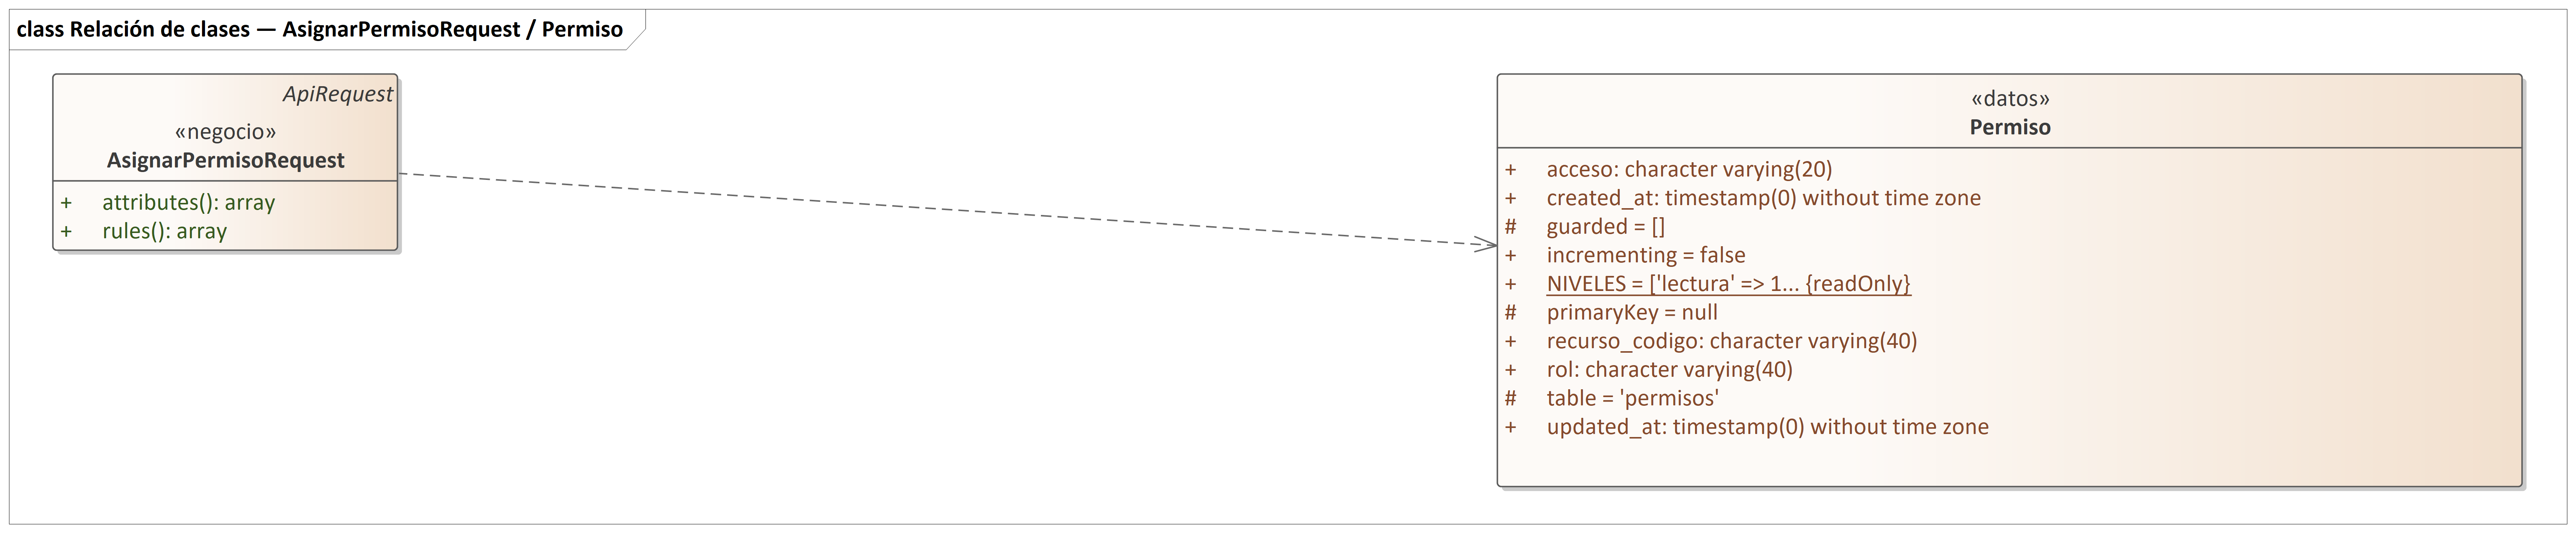 class Relación de clases — AsignarPermisoRequest / Permiso
ApiRequest
«negocio»
AsignarPermisoRequest
+ attributes(): array
+ rules(): array
«datos»
Permiso
+ acceso: character varying(20)
+ created_at: timestamp(0) without time zone
# guarded = []
+ incrementing = false
+ NIVELES = ['lectura' => 1... {readOnly}
# primaryKey = null
+ recurso_codigo: character varying(40)
+ rol: character varying(40)
# table = 'permisos'
+ updated_at: timestamp(0) without time zone